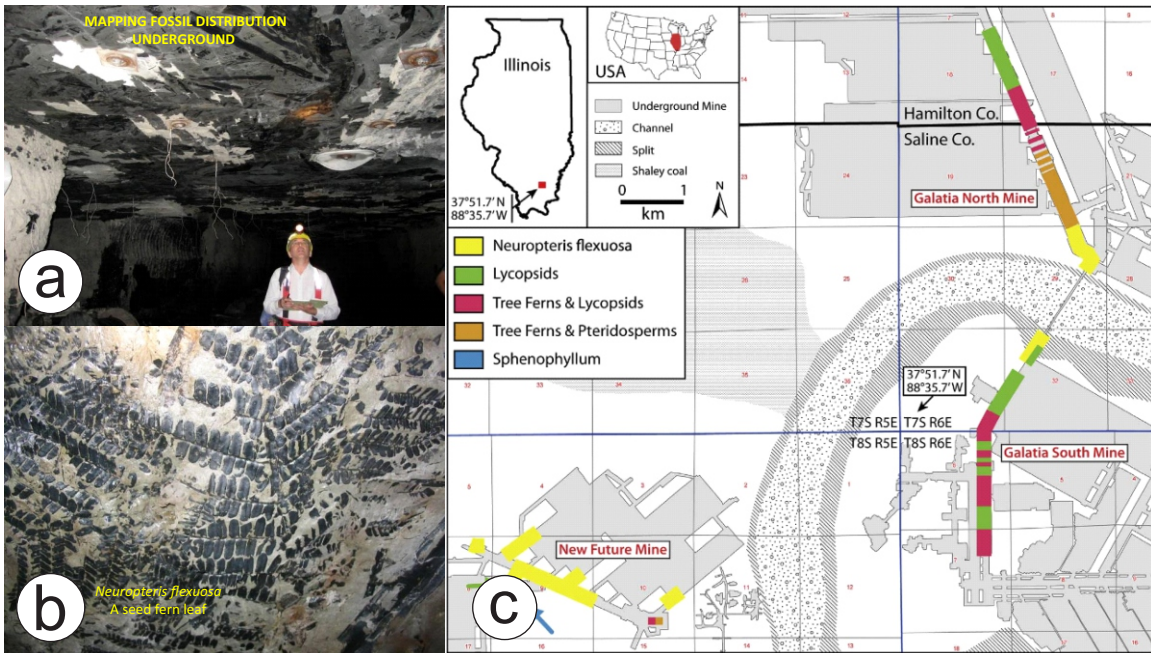 MAPPING FOSSIL DISTRIBUTION
UNDERGROUND
a
Neuropteris flexuosa
A seed fern leaf
b
Illinois
37°51.7' N
88°35.7' W
USA
Underground Mine
Channel
Split
Shaley coal
0 1
km
N
Neuropteris flexuosa
Lycopsids
Tree Ferns & Lycopsids
Tree Ferns & Pteridosperms
Sphenophyllum
Hamilton Co.
Saline Co.
Galatia North Mine
37°51.7' N
88°35.7' W
T7S R5E T7S R6E
T8S R5E T8S R6E
Galatia South Mine
New Future Mine
c